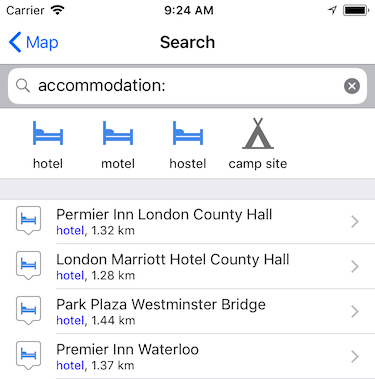 Carrier 9:24 AM
Map Search
accommodation:
hotel motel hostel camp site
Permier Inn London County Hall
hotel, 1.32 km
London Marriott Hotel County Hall
hotel, 1.28 km
Park Plaza Westminster Bridge
hotel, 1.44 km
Premier Inn Waterloo
hotel, 1.37 km